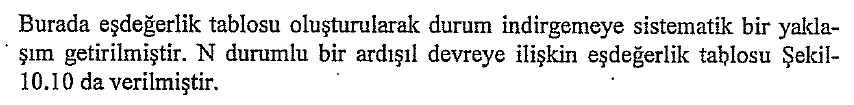 Burada eşdeğerlik tablosu oluşturularak durum indirgemeye sistematik bir yakla-
şım getirilmiştir. N durumlu bir ardışıl devreye ilişkin eşdeğerlik tablosu Şekil-
10.10 da verilmiştir.